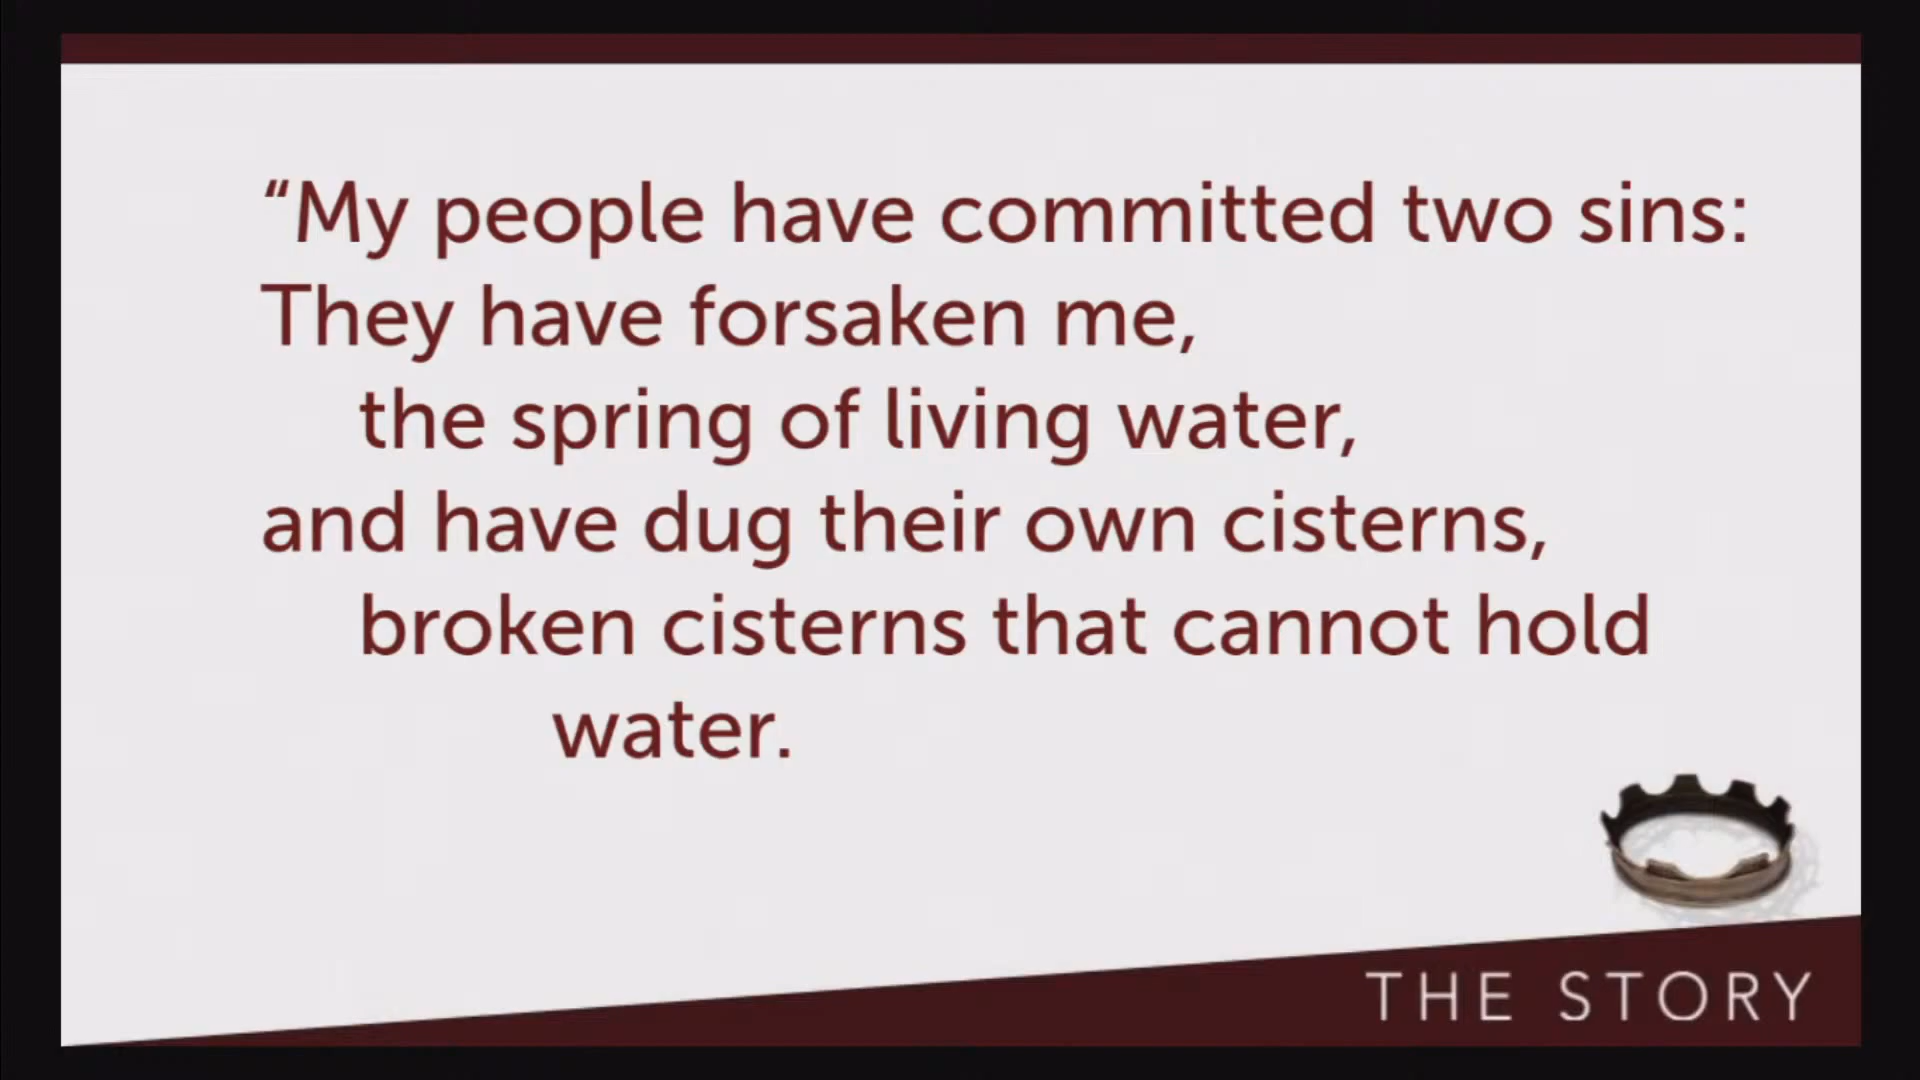 “My people have committed two sins:
They have forsaken me,
the spring of living water,
and have dug their own cisterns,
broken cisterns that cannot hold
water.
THE STORY